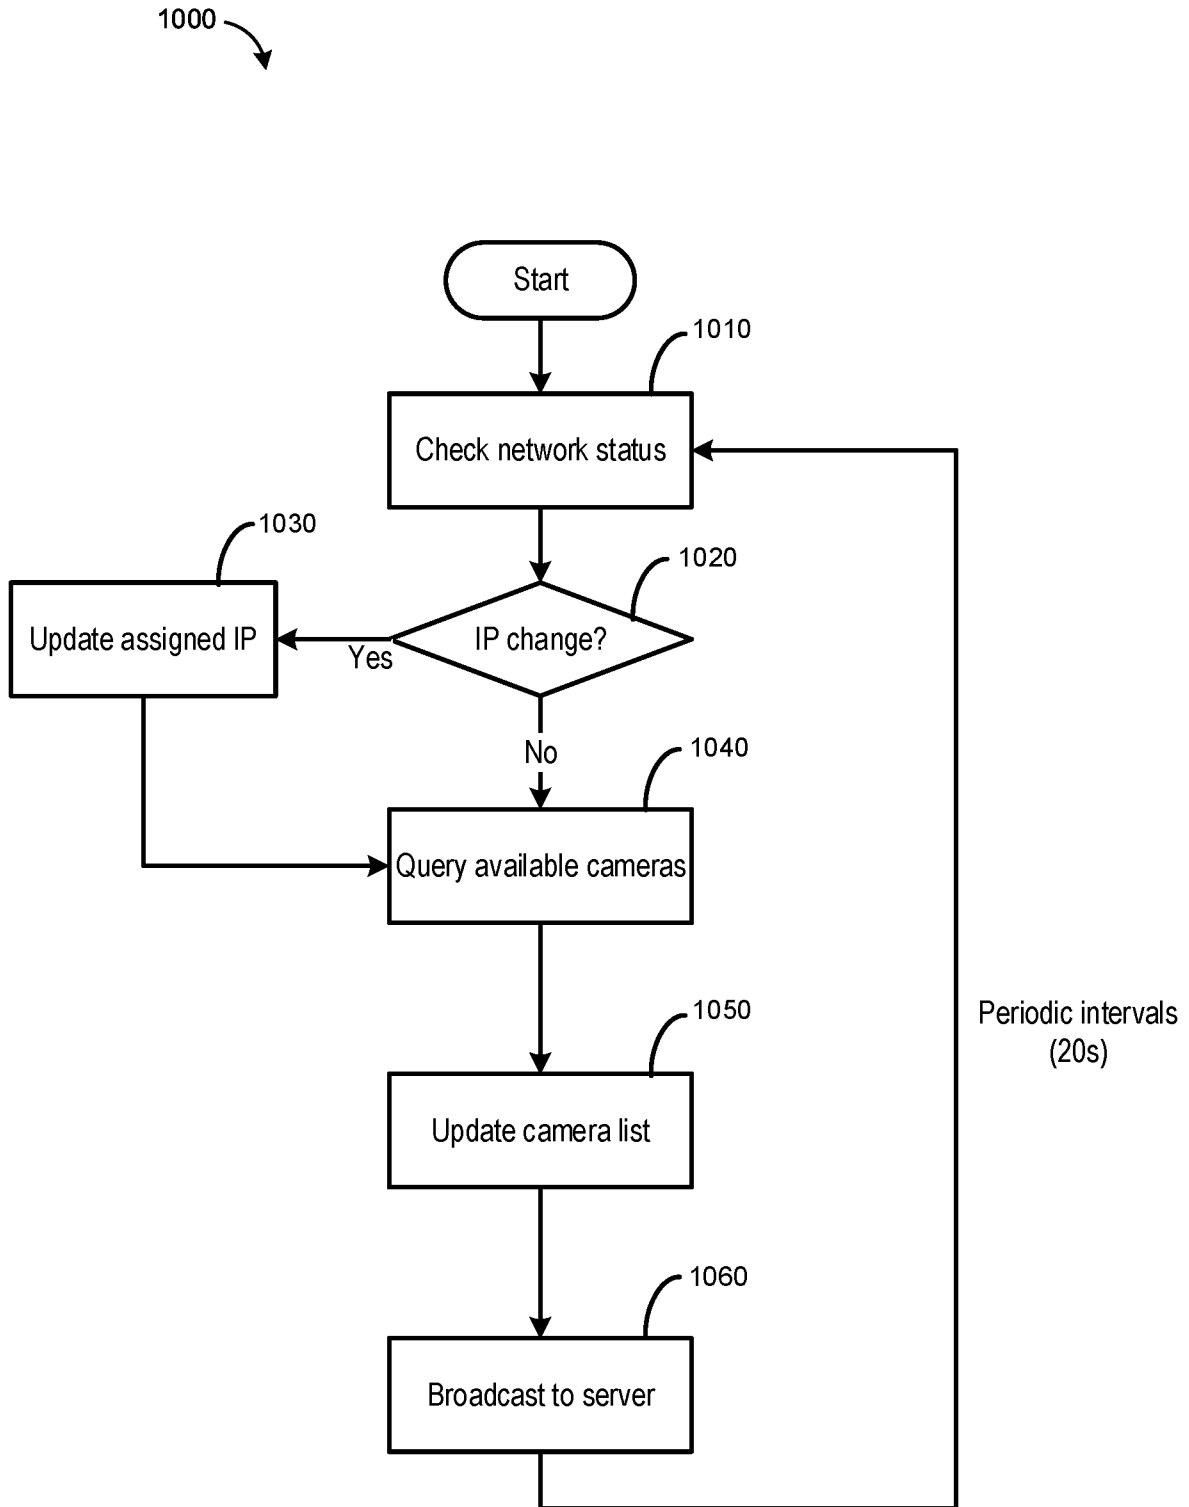 1000
Start
1010
Check network status
1030
1020
Update assigned IP
IP change?
Yes
No
1040
Query available cameras
1050
Periodic intervals
(20s)
Update camera list
1060
Broadcast to server